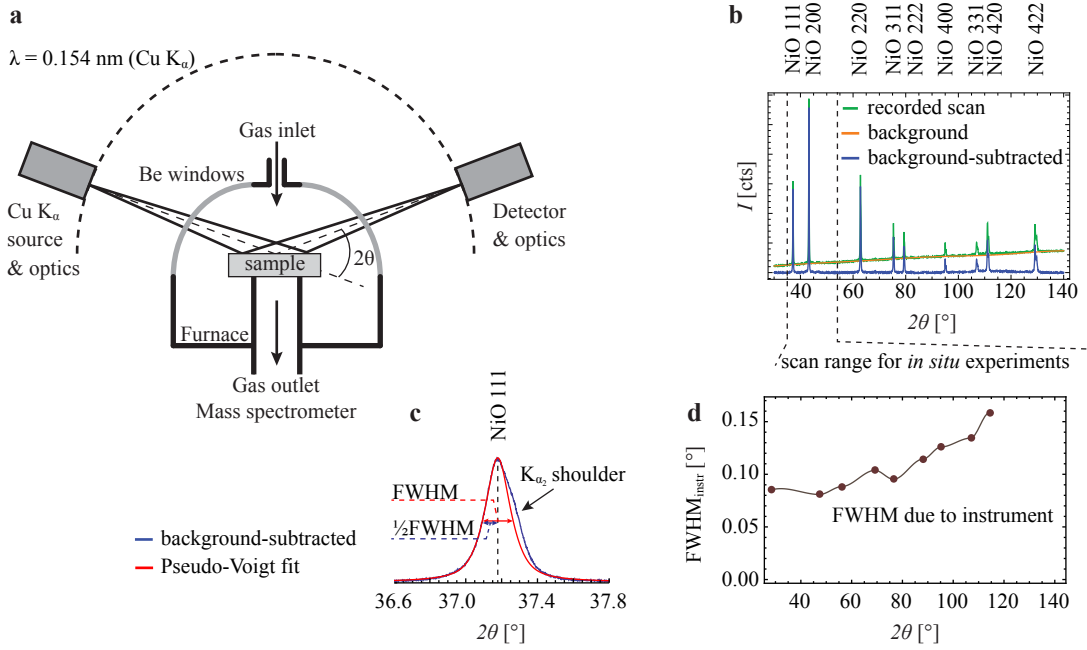 a
λ = 0.154 nm (Cu Kα)
Gas inlet
Be windows
Cu Kα
source
& optics
Detector
& optics
2θ
sample
Furnace
Gas outlet
Mass spectrometer
b
NiO 111
NiO 200
NiO 220
NiO 311
NiO 222
NiO 400
NiO 331
NiO 420
NiO 422
recorded scan
background
background-subtracted
I [cts]
40 60 80 100 120 140
2θ [°]
scan range for in situ experiments
c
NiO 111
Kα2 shoulder
FWHM
½FWHM
background-subtracted
Pseudo-Voigt fit
36.6 37.0 37.4 37.8
2θ [°]
d
0.15
0.10
0.05
0.00
FWHMinstr [°]
FWHM due to instrument
40 60 80 100 120 140
2θ [°]